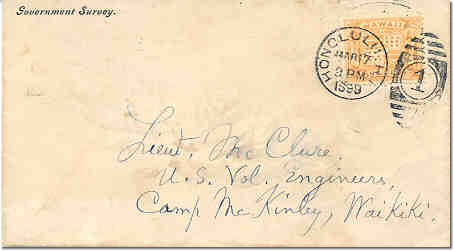 Government Survey.
HAWAII
HONOLULU. H.I.
MAR 17
3 PM
1899
1
Lieut. McClure.
U. S. Vol. Engineers,
Camp McKinley, Waikiki.